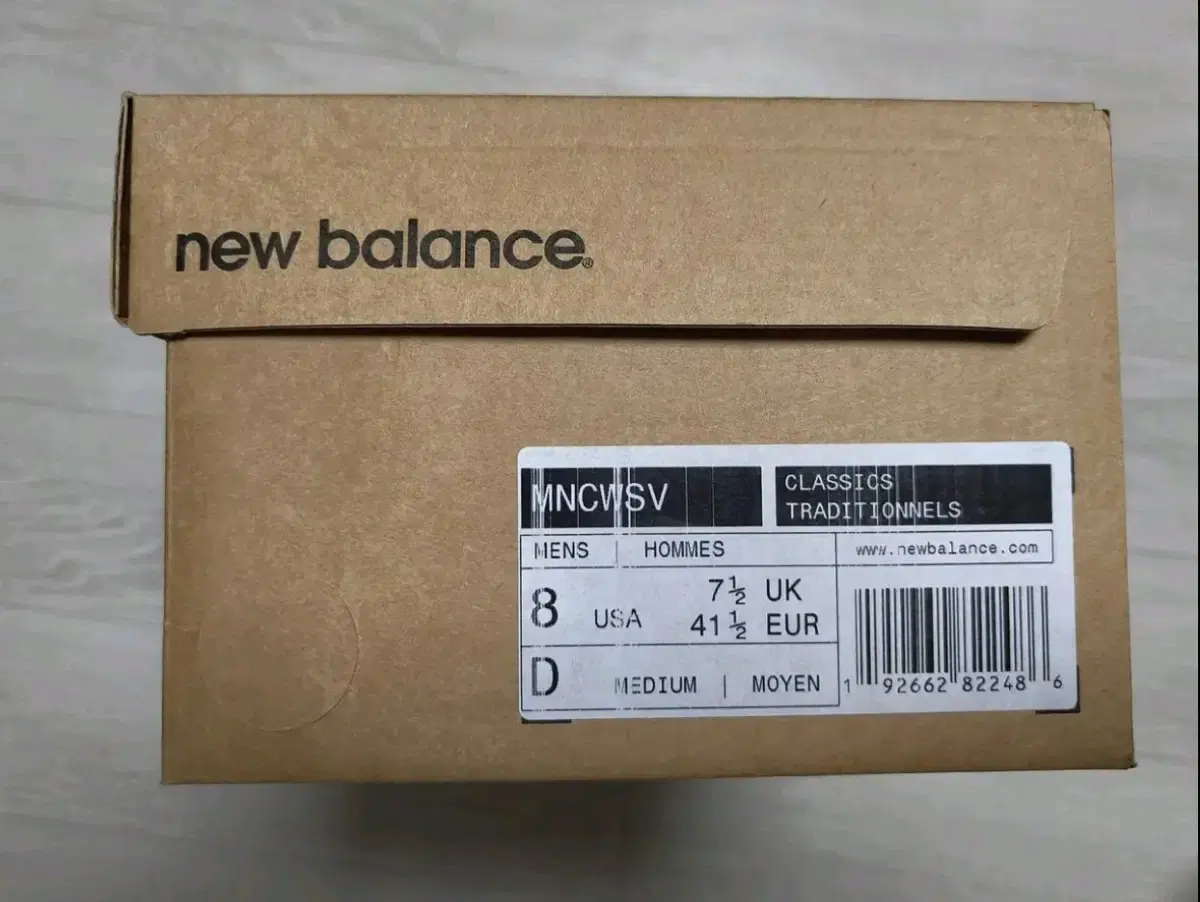 new balance®
MNCWSV
CLASSICS
TRADITIONNELS
MENS | HOMMES
www.newbalance.com
8 USA 7½ UK
41½ EUR
D MEDIUM | MOYEN
1 92662 82248 6